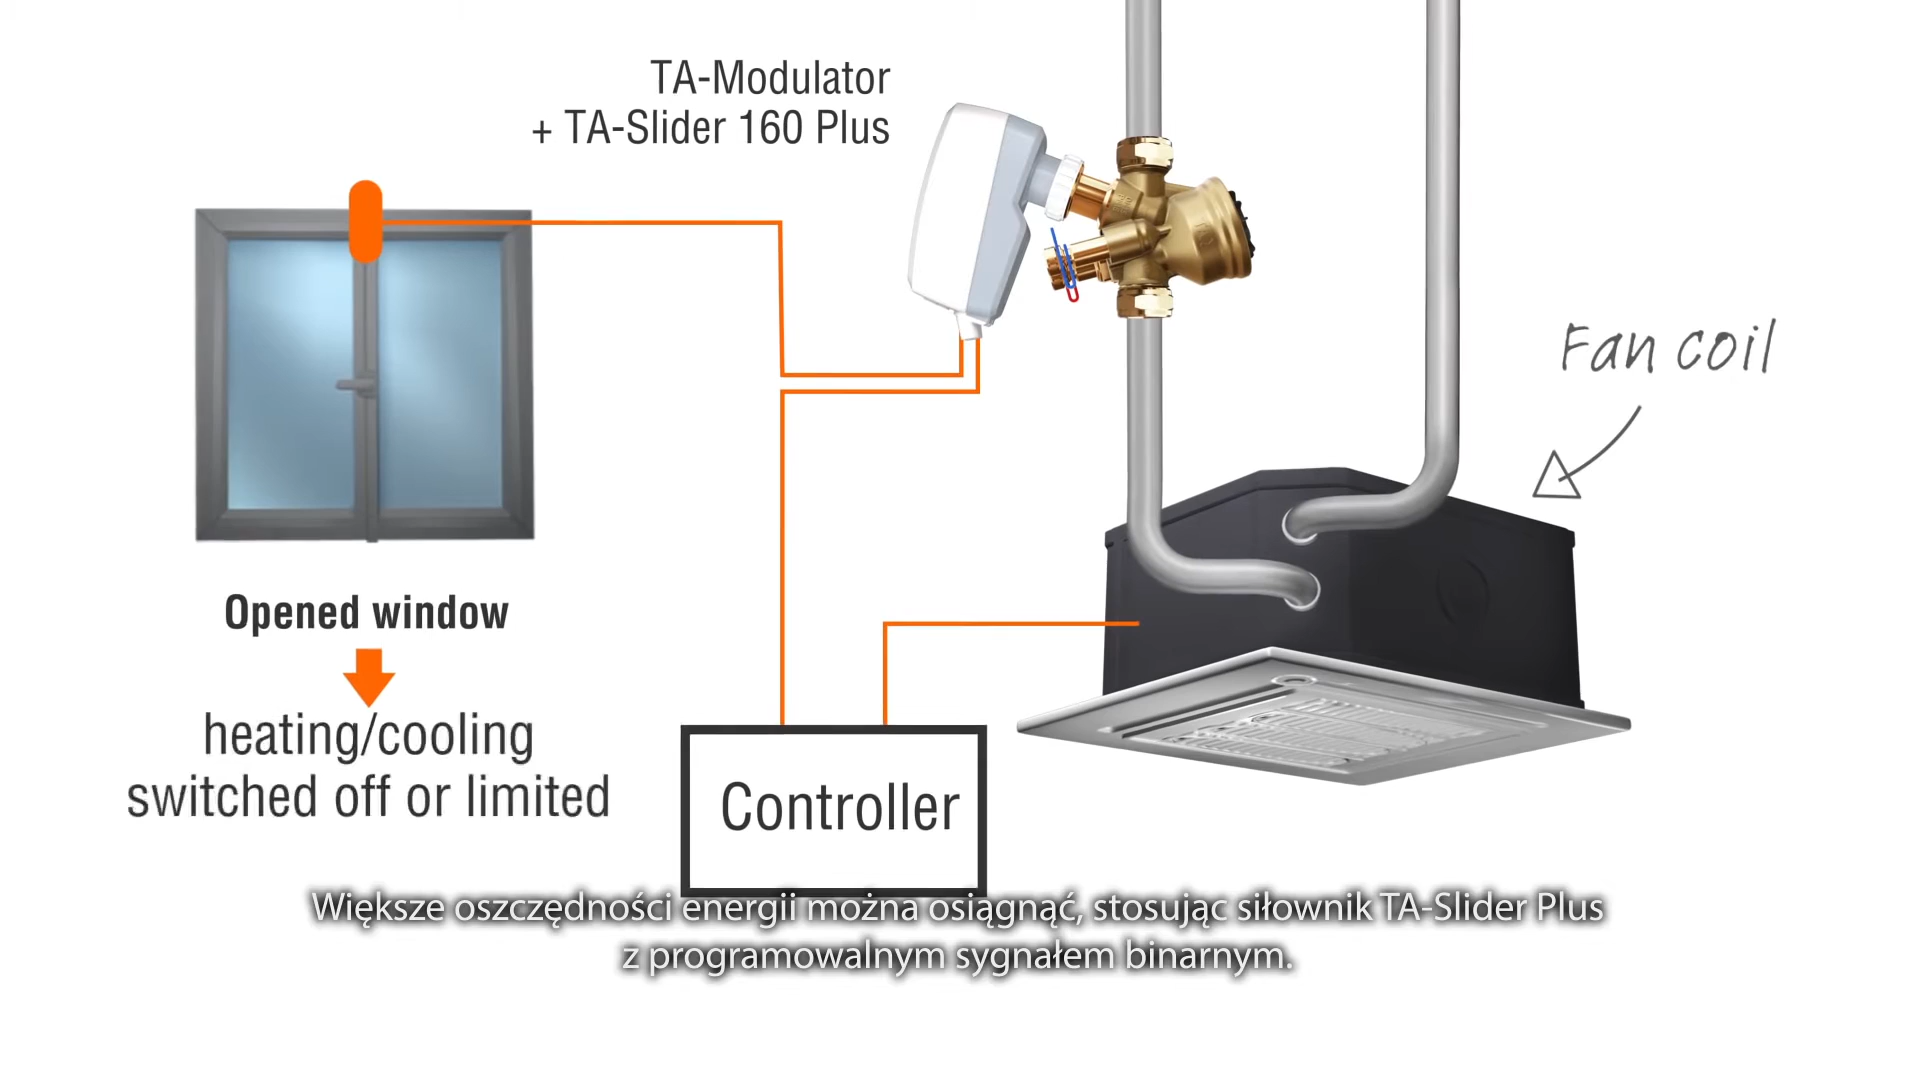 TA-Modulator
+ TA-Slider 160 Plus
Fan coil
Opened window
heating/cooling
switched off or limited
Controller
Większe oszczędności energii można osiągnąć, stosując siłownik TA-Slider Plus
z programowalnym sygnałem binarnym.